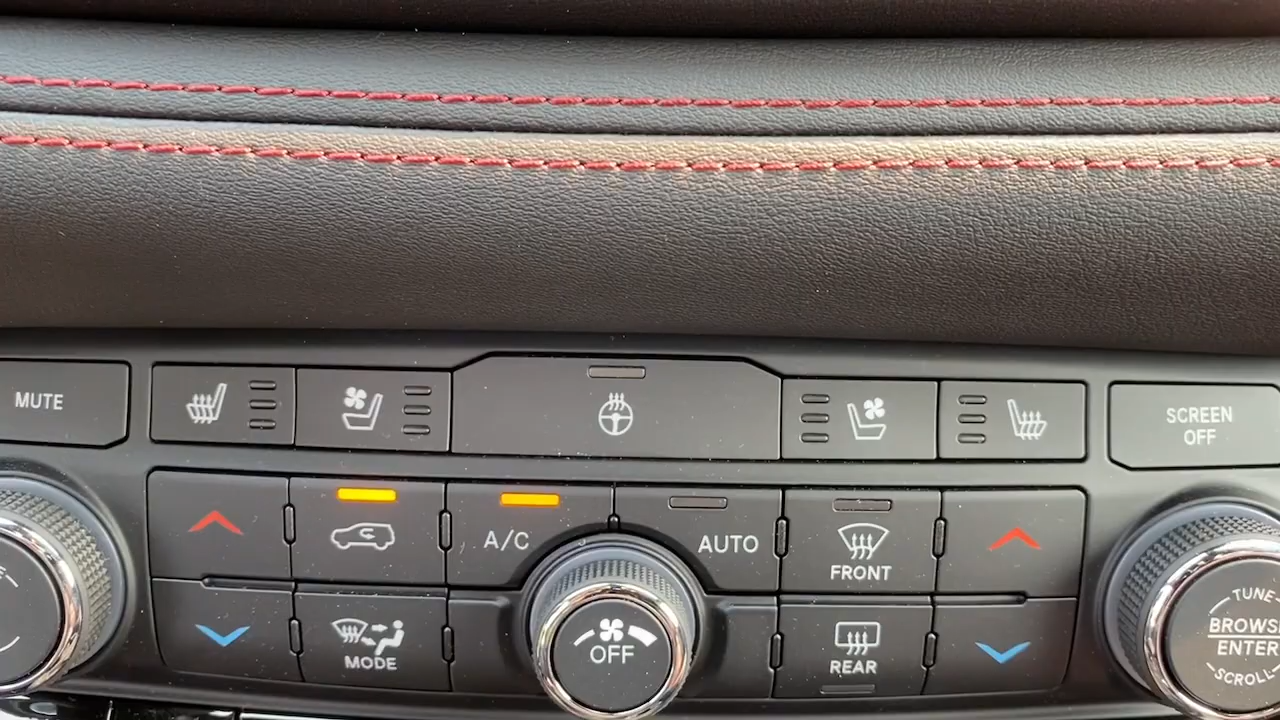 MUTE
SCREEN
OFF
A/C
AUTO
FRONT
MODE
OFF
REAR
TUNE
BROWSE
ENTER
SCROLL